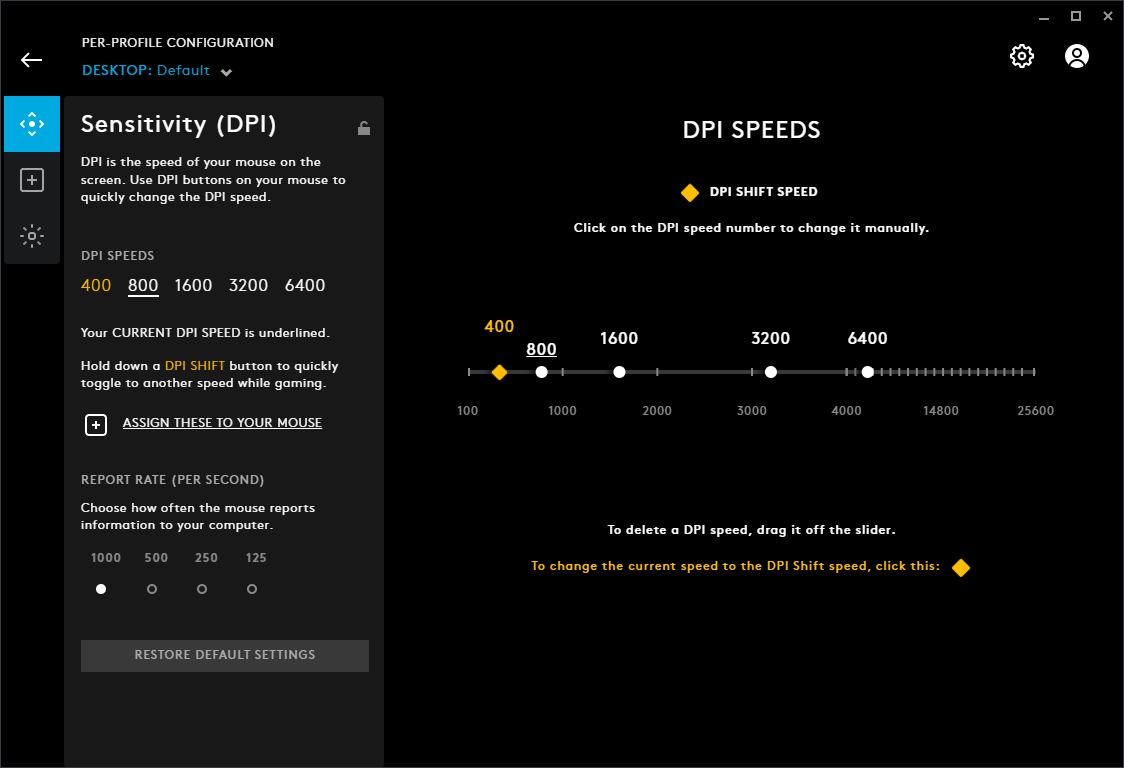 PER-PROFILE CONFIGURATION
DESKTOP: Default
Sensitivity (DPI)
DPI is the speed of your mouse on the
screen. Use DPI buttons on your mouse to
quickly change the DPI speed.
DPI SPEEDS
400 800 1600 3200 6400
Your CURRENT DPI SPEED is underlined.
Hold down a DPI SHIFT button to quickly
toggle to another speed while gaming.
ASSIGN THESE TO YOUR MOUSE
REPORT RATE (PER SECOND)
Choose how often the mouse reports
information to your computer.
1000 500 250 125
RESTORE DEFAULT SETTINGS
DPI SPEEDS
DPI SHIFT SPEED
Click on the DPI speed number to change it manually.
400 800 1600 3200 6400
100 1000 2000 3000 4000 14800 25600
To delete a DPI speed, drag it off the slider.
To change the current speed to the DPI Shift speed, click this: